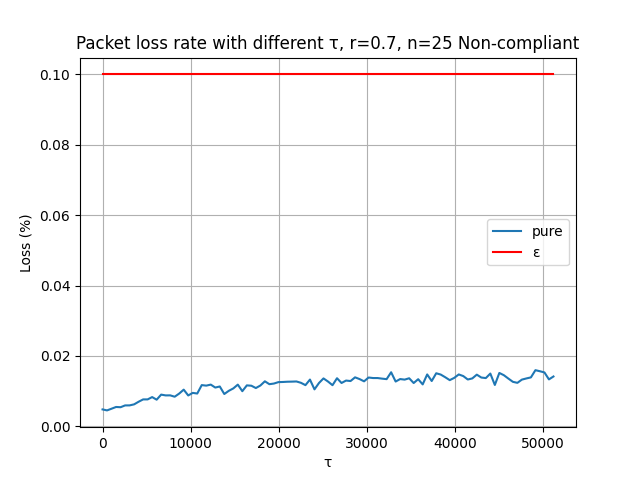 Packet loss rate with different τ, r=0.7, n=25 Non-compliant
0.10
0.08
0.06
0.04
0.02
0.00
Loss (%)
pure
ε
0 10000 20000 30000 40000 50000
τ